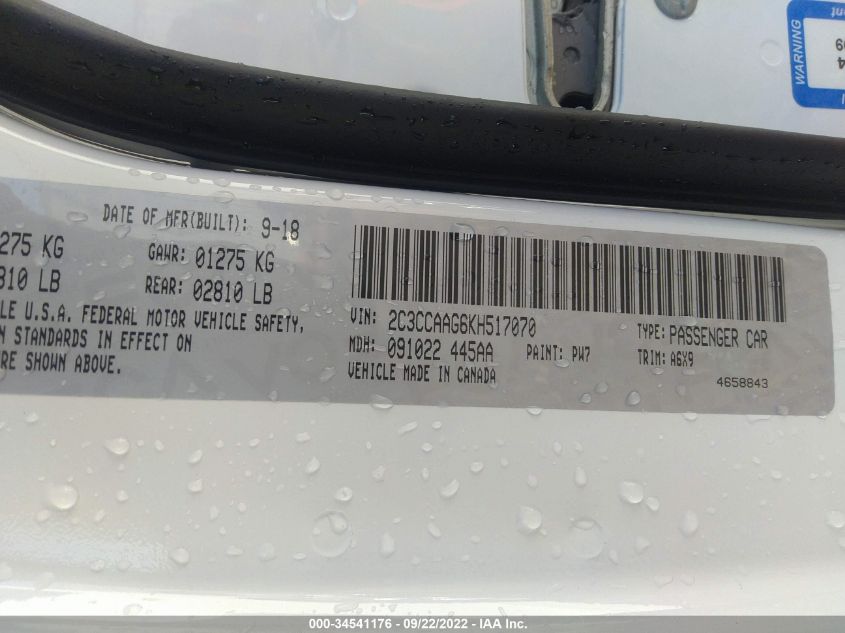 WARNING
DATE OF MFR(BUILT): 9-18
275 KG GAWR: 01275 KG
810 LB REAR: 02810 LB
LE U.S.A. FEDERAL MOTOR VEHICLE SAFETY,
N STANDARDS IN EFFECT ON
RE SHOWN ABOVE.
VIN: 2C3CCAAG6KH517070 TYPE: PASSENGER CAR
MDH: 091022 445AA PAINT: PW7 TRIM: A6X9
VEHICLE MADE IN CANADA 4658843
000-34541176 - 09/22/2022 - IAA Inc.